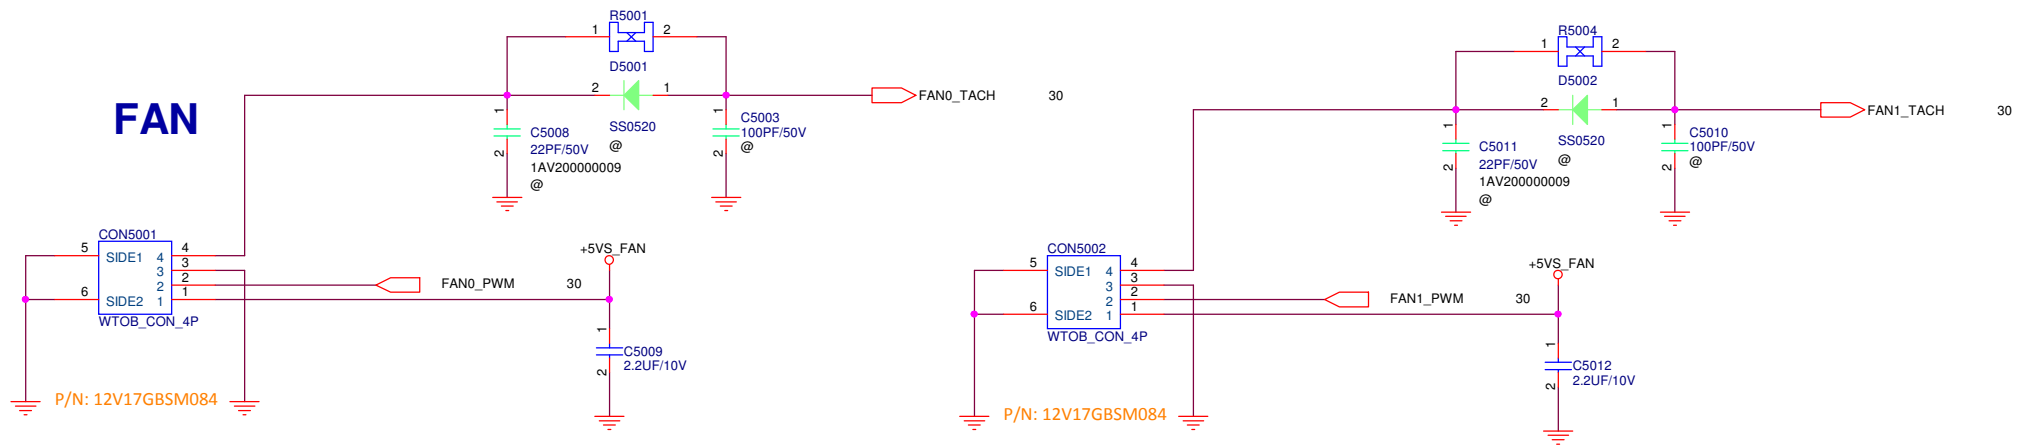 FAN
R5001
1
2
D5001
2
1
SS0520
@
FAN0_TACH
30
1
2
C5008
22PF/50V
1AV200000009
@
1
2
C5003
100PF/50V
@
CON5001
5
SIDE1
4
4
3
3
2
2
6
SIDE2
1
1
WTOB_CON_4P
FAN0_PWM
30
+5VS_FAN
1
2
C5009
2.2UF/10V
P/N: 12V17GBSM084
R5004
1
2
D5002
2
1
SS0520
@
FAN1_TACH
30
1
2
C5011
22PF/50V
1AV200000009
@
1
2
C5010
100PF/50V
@
CON5002
5
SIDE1
4
4
3
3
2
2
6
SIDE2
1
1
WTOB_CON_4P
FAN1_PWM
30
+5VS_FAN
1
2
C5012
2.2UF/10V
P/N: 12V17GBSM084